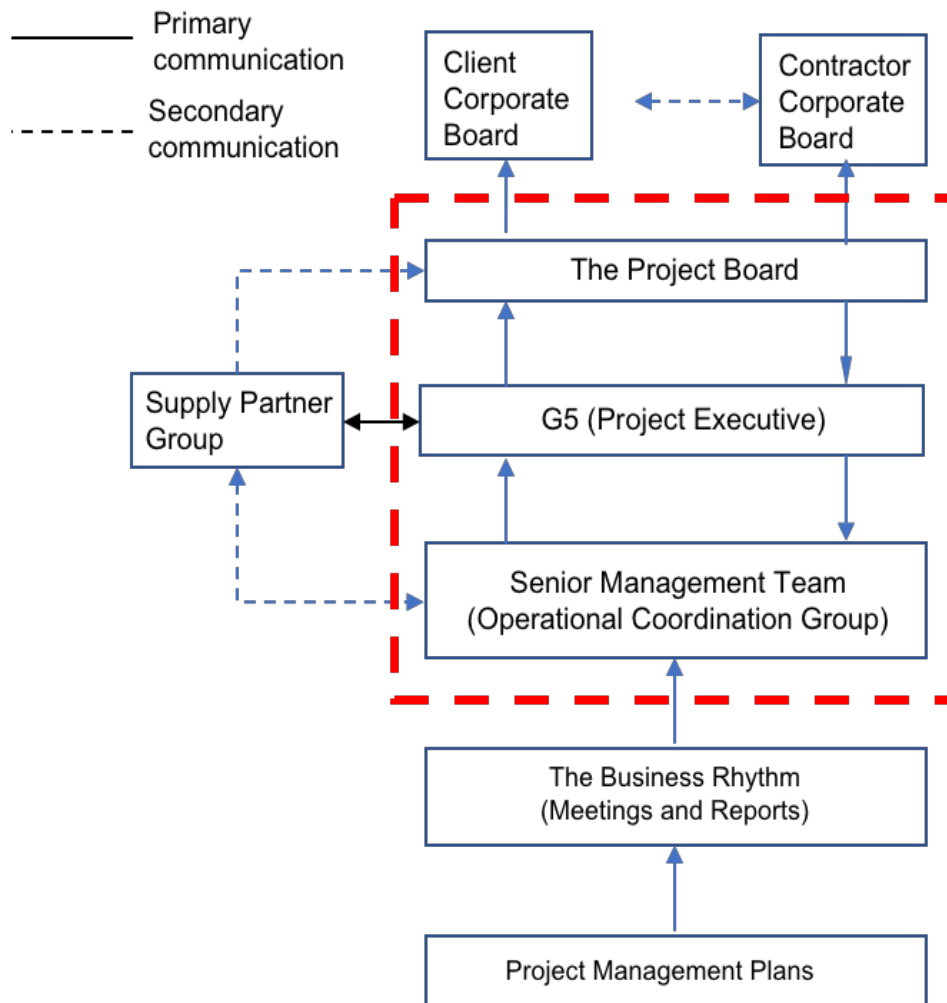 Primary
communication
Secondary
communication
Client
Corporate
Board
Contractor
Corporate
Board
The Project Board
Supply Partner
Group
G5 (Project Executive)
Senior Management Team
(Operational Coordination Group)
The Business Rhythm
(Meetings and Reports)
Project Management Plans